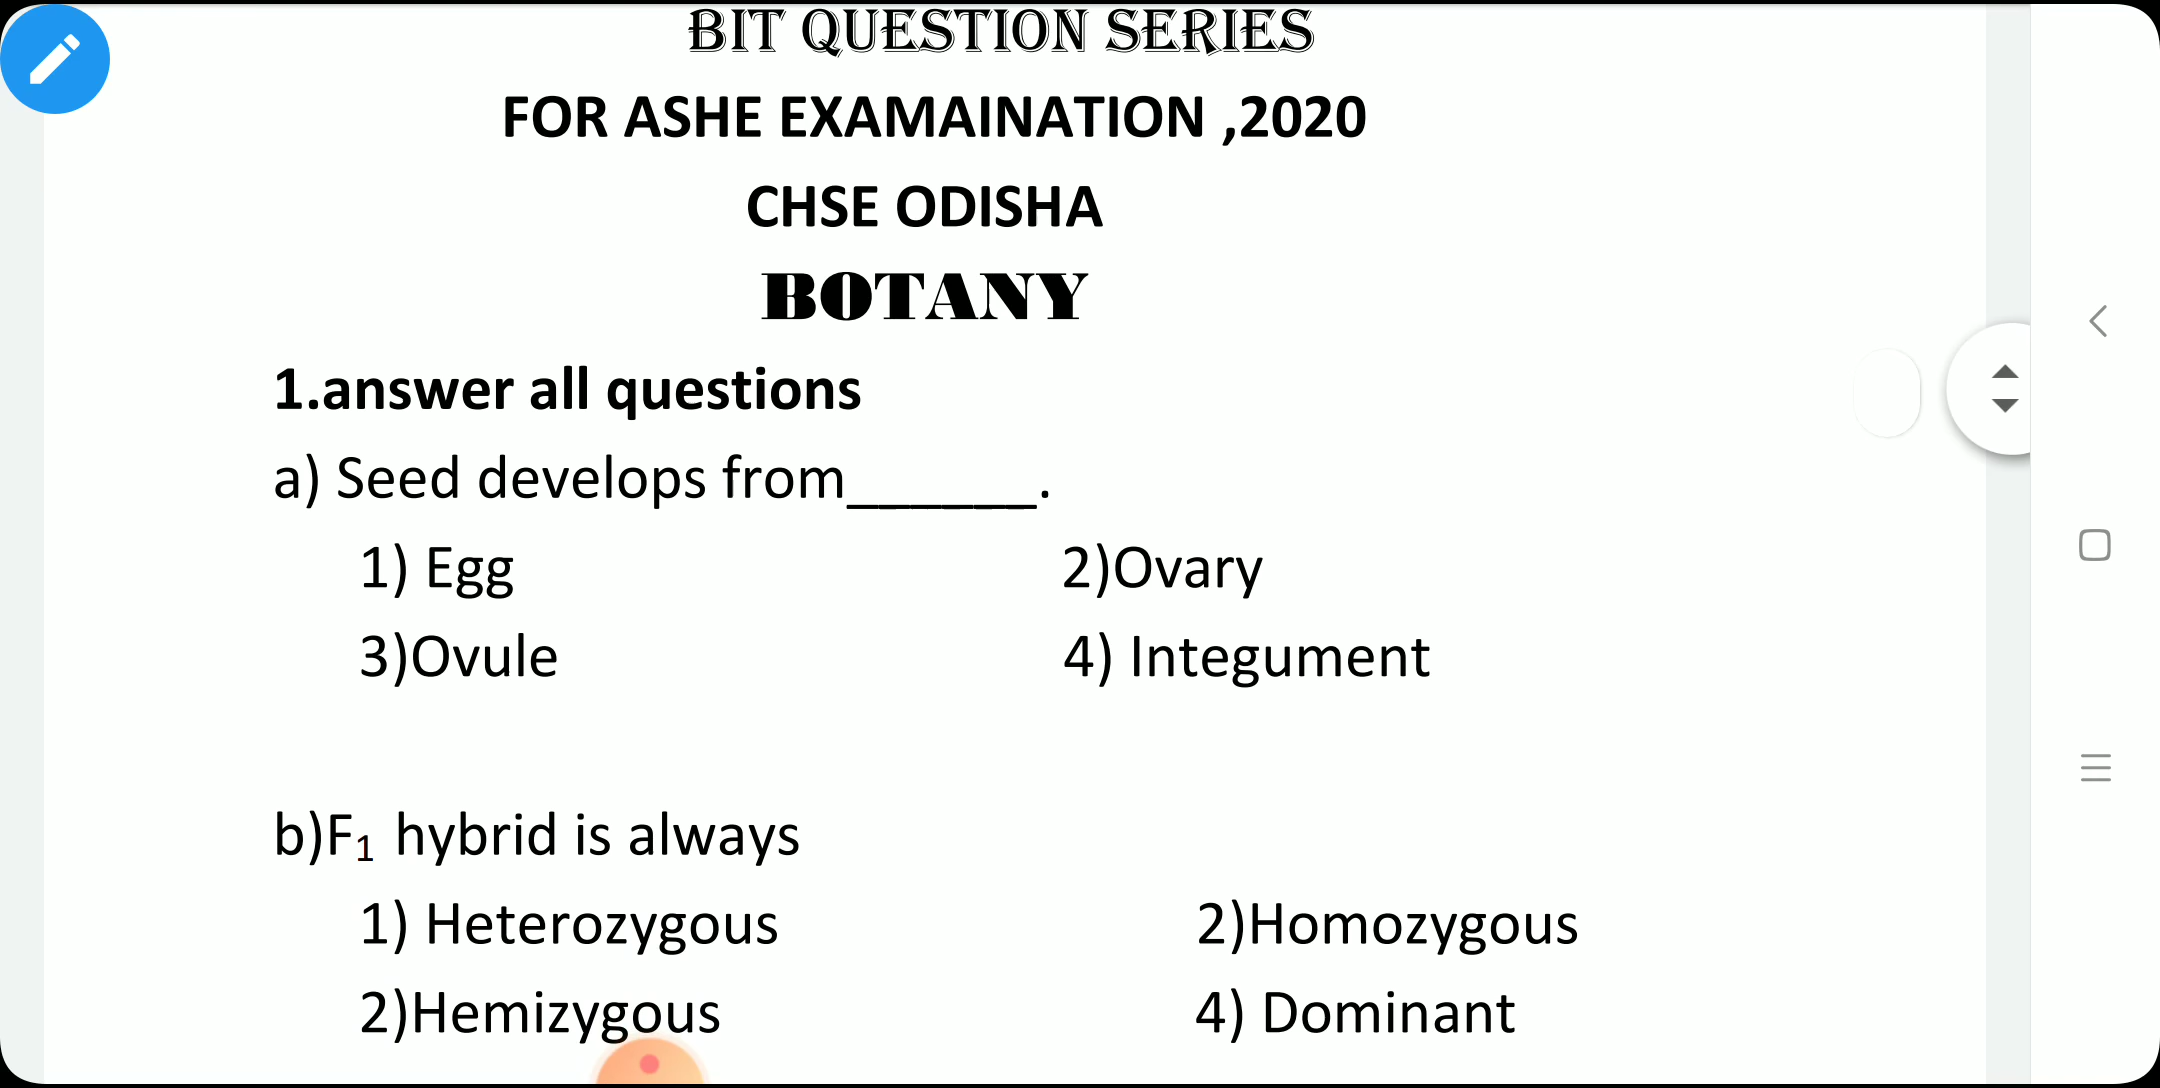 BIT QUESTION SERIES
FOR ASHE EXAMAINATION ,2020
CHSE ODISHA
BOTANY
1.answer all questions
a) Seed develops from______.
1) Egg 2)Ovary
3)Ovule 4) Integument
b)F₁ hybrid is always
1) Heterozygous 2)Homozygous
2)Hemizygous 4) Dominant